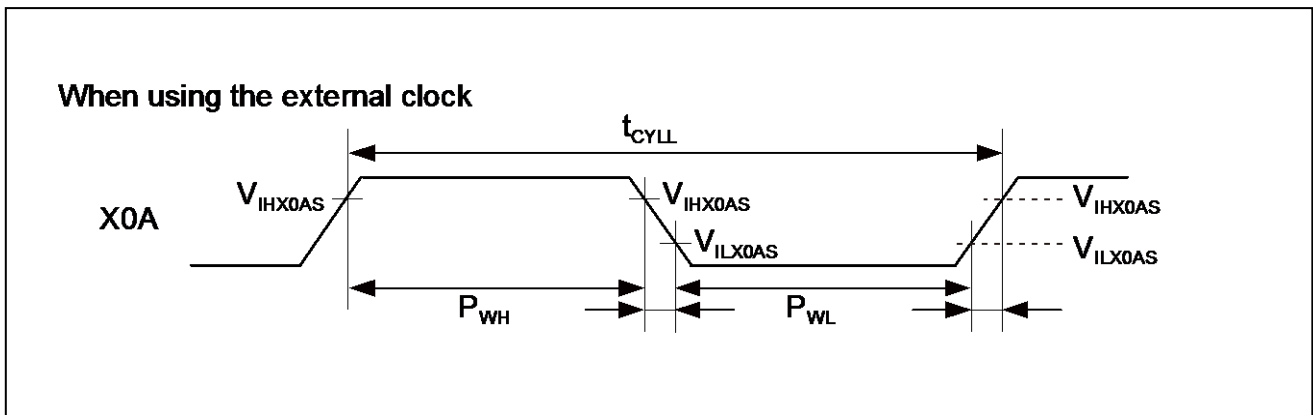 When using the external clock
tCYLL
VIHX0AS VIHX0AS VIHX0AS
X0A
VILX0AS VILX0AS
PWH PWL